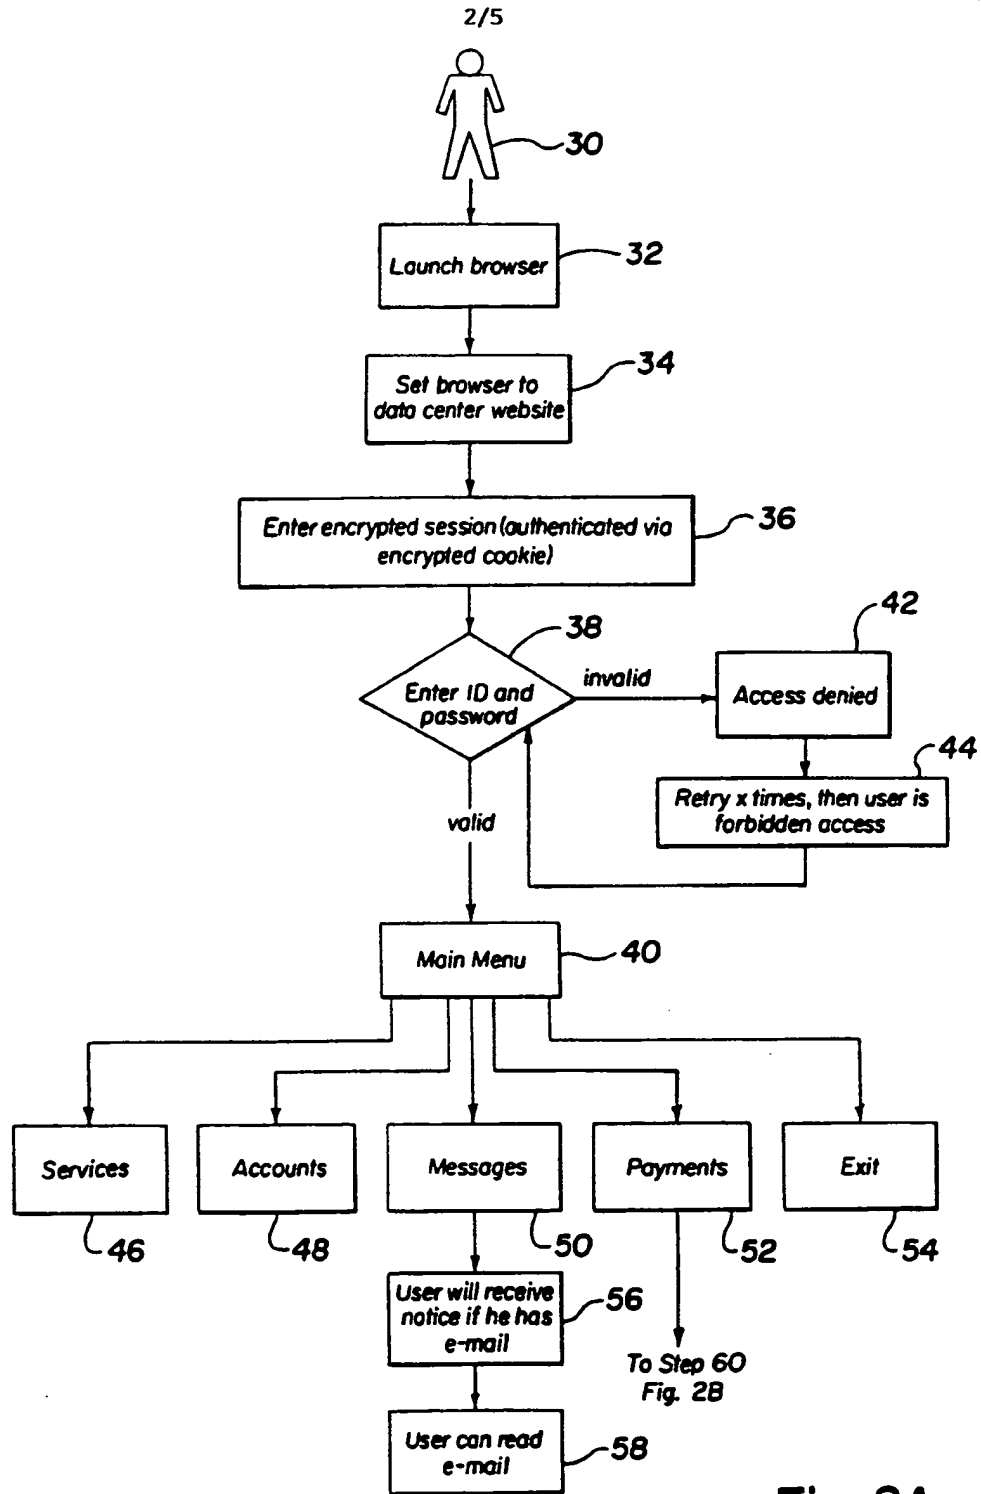 2/5
30
Launch browser
32
Set browser to
data center website
34
Enter encrypted session (authenticated via
encrypted cookie)
36
38
Enter ID and
password
invalid
42
Access denied
44
Retry x times, then user is
forbidden access
valid
Main Menu
40
Services
Accounts
Messages
Payments
Exit
46
48
50
52
54
User will receive
notice if he has
e-mail
56
To Step 60
Fig. 2B
User can read
e-mail
58